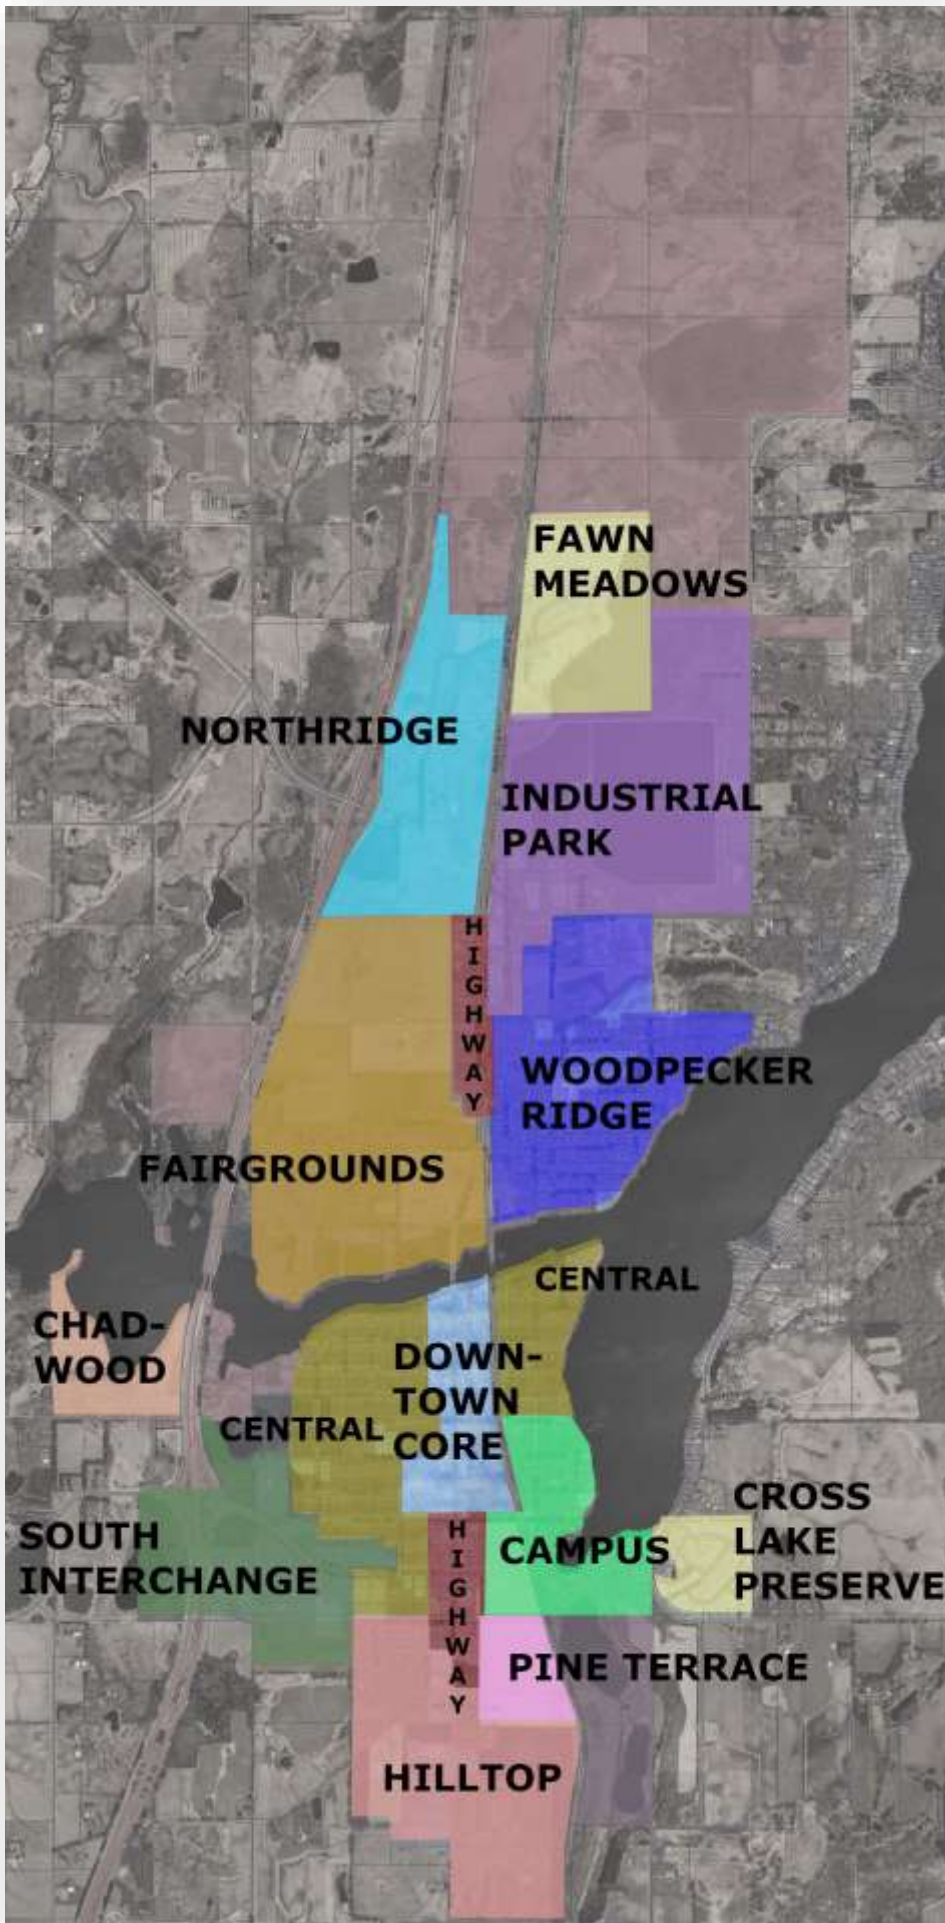 FAWN
MEADOWS
NORTHRIDGE
INDUSTRIAL
PARK
H
I
G
H
W
A
Y
WOODPECKER
RIDGE
FAIRGROUNDS
CENTRAL
CHAD-
WOOD
DOWN-
TOWN
CORE
CENTRAL
CROSS
LAKE
PRESERVE
SOUTH
INTERCHANGE
CAMPUS
H
I
G
H
W
A
Y
PINE TERRACE
HILLTOP